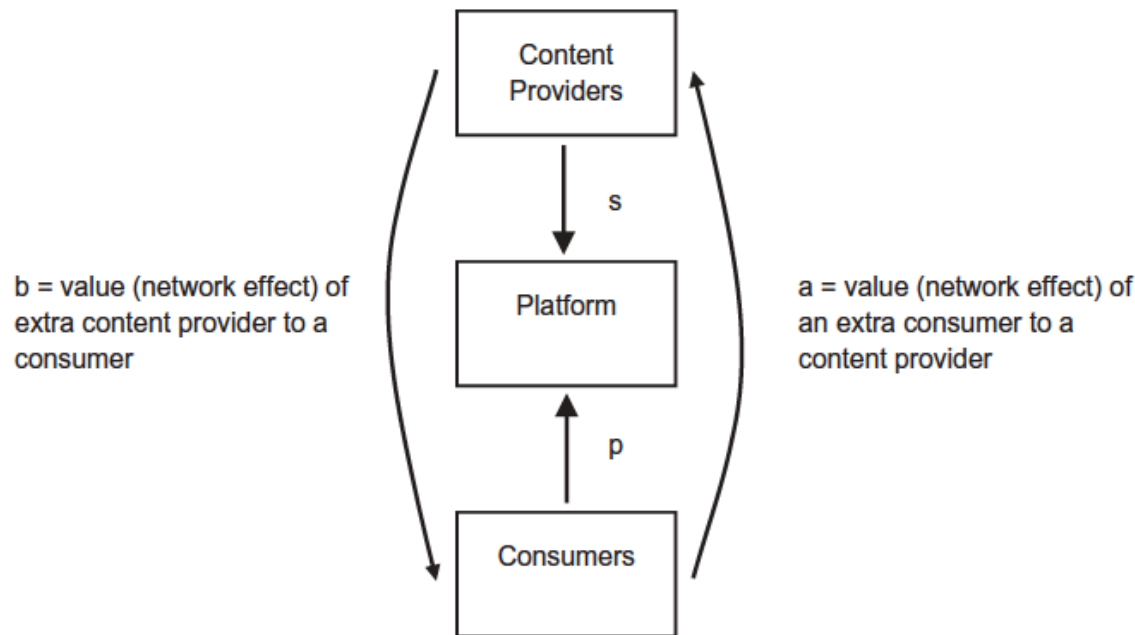 Content
Providers
s
b = value (network effect) of
extra content provider to a
consumer
Platform
a = value (network effect) of
an extra consumer to a
content provider
p
Consumers